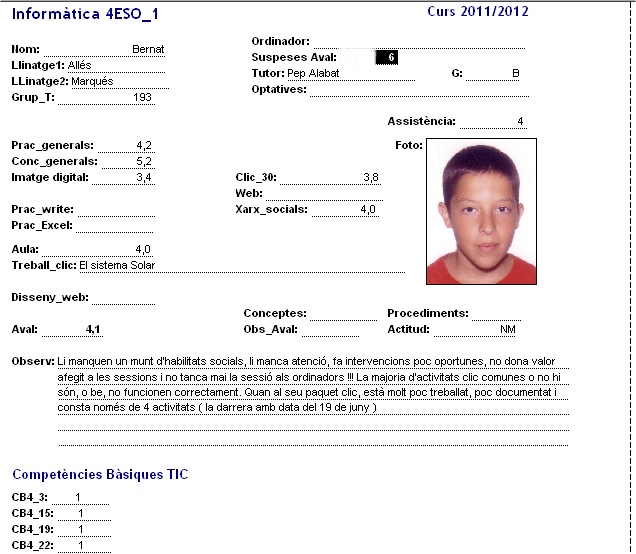 Informàtica 4ESO_1 Curs 2011/2012
Nom: Bernat Ordinador:
Llinatge1: Allés Suspeses Aval: 6
LLinatge2: Marqués Tutor: Pep Alabat G: B
Grup_T: 193 Optatives:
Assistència: 4
Prac_generals: 4,2 Foto:
Conc_generals: 5,2
Imatge digital: 3,4 Clic_30: 3,8
Web:
Prac_write: Xarx_socials: 4,0
Prac_Excel:
Aula: 4,0
Treball_clic: El sistema Solar
Disseny_web:
Conceptes: Procediments:
Aval: 4,1 Obs_Aval: Actitud: NM
Observ: Li manquen un munt d'habilitats socials, li manca atenció, fa intervencions poc oportunes, no dona valor
afegit a les sessions i no tanca mai la sessió als ordinadors !!! La majoria d'activitats clic comunes o no hi
són, o be, no funcionen correctament. Quan al seu paquet clic, està molt poc treballat, poc documentat i
consta només de 4 activitats ( la darrera amb data del 19 de juny )
Competències Bàsiques TIC
CB4_3: 1
CB4_15: 1
CB4_19: 1
CB4_22: 1